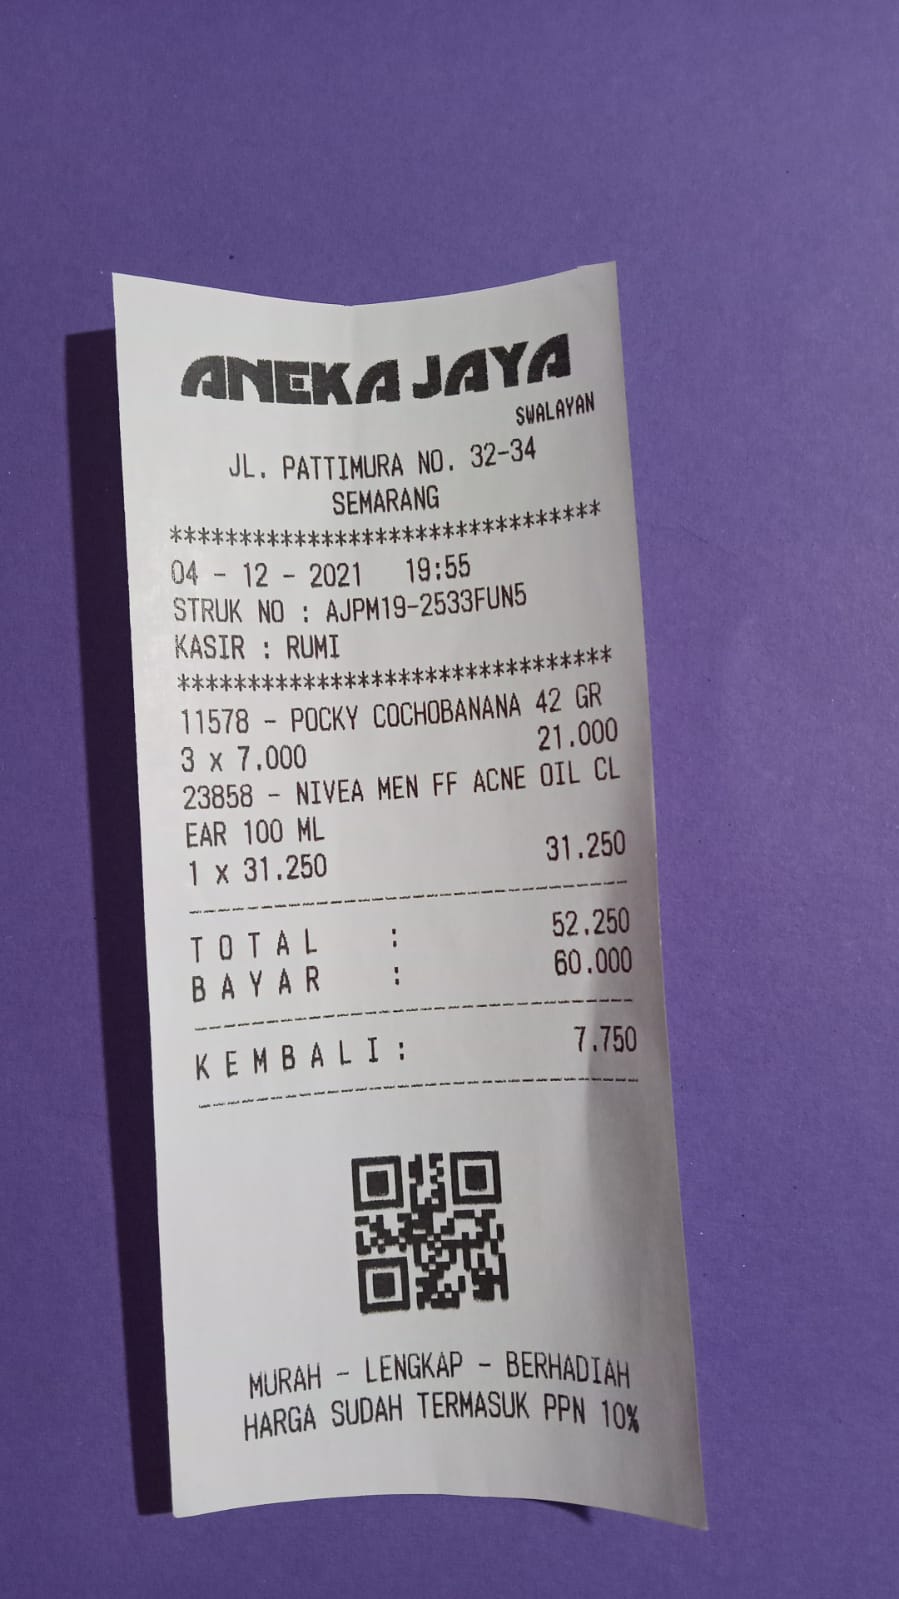 ANEKA JAYA
SWALAYAN
JL. PATTIMURA NO. 32-34
SEMARANG
********************************
04 - 12 - 2021 19:55
STRUK NO : AJPM19-2533FUN5
KASIR : RUMI
********************************
11578 - POCKY COCHOBANANA 42 GR
3 x 7.000 21.000
23858 - NIVEA MEN FF ACNE OIL CL
EAR 100 ML
1 x 31.250 31.250
--------------------------------
TOTAL : 52.250
BAYAR : 60.000
--------------------------------
KEMBALI: 7.750
--------------------------------
MURAH - LENGKAP - BERHADIAH
HARGA SUDAH TERMASUK PPN 10%